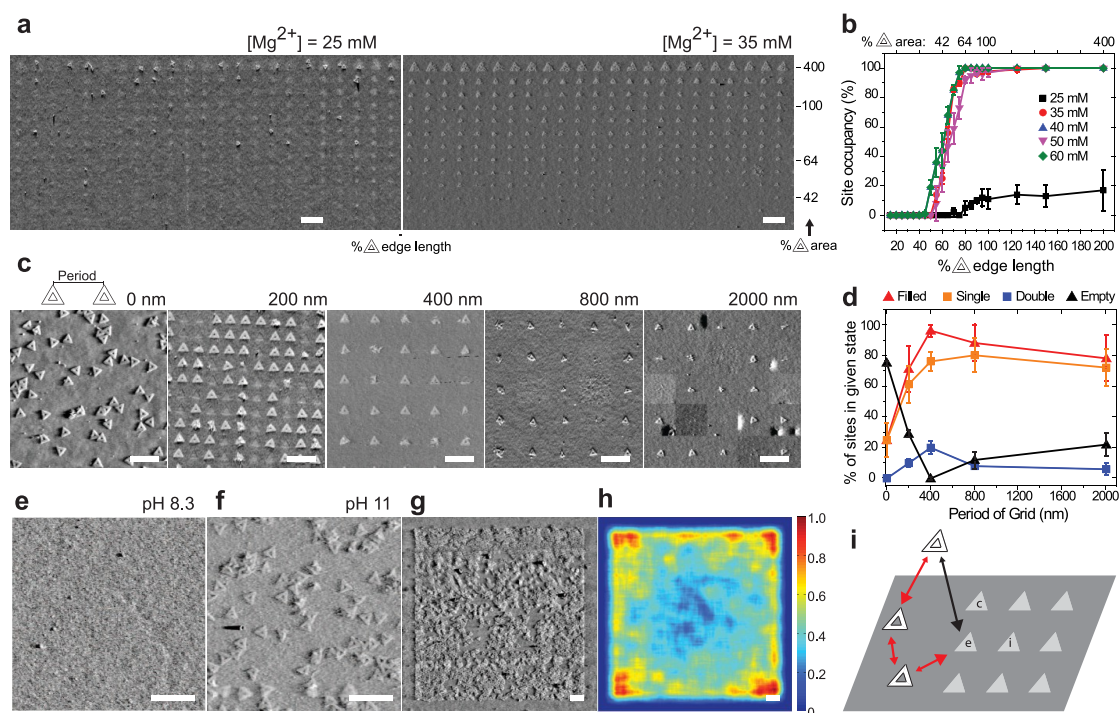 a
[Mg2+] = 25 mM
[Mg2+] = 35 mM
400
100
64
42
% edge length
% area
b
% area: 42 64 100 400
100
80
60
40
20
0
Site occupancy (%)
25 mM
35 mM
40 mM
50 mM
60 mM
20 40 60 80 100 120 140 160 180 200
% edge length
c
Period
0 nm
200 nm
400 nm
800 nm
2000 nm
d
Filled Single Double Empty
100
80
60
40
20
0
% of sites in given state
0 400 800 1200 1600 2000
Period of Grid (nm)
e
pH 8.3
f
pH 11
g
h
1.0
0.8
0.6
0.4
0.2
0
i
c
e
i